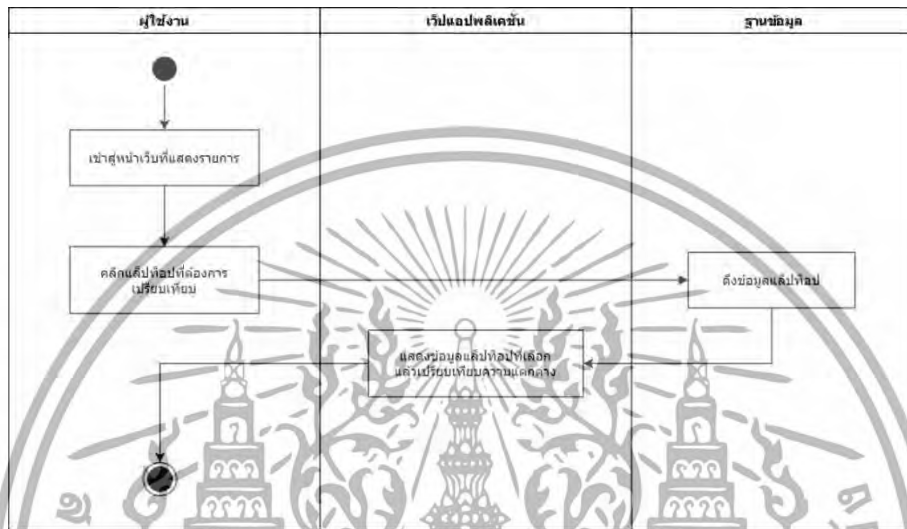 ผู้ใช้งาน
เว็ปแอปพลิเคชัน
ฐานข้อมูล
เข้าสู่หน้าเว็บที่แสดงรายการ
คลิกแล็ปท็อปที่ต้องการ
เปรียบเทียบ
ดึงข้อมูลแล็ปท็อป
แสดงข้อมูลแล็ปท็อปที่เลือก
แล้วเปรียบเทียบความแตกต่าง